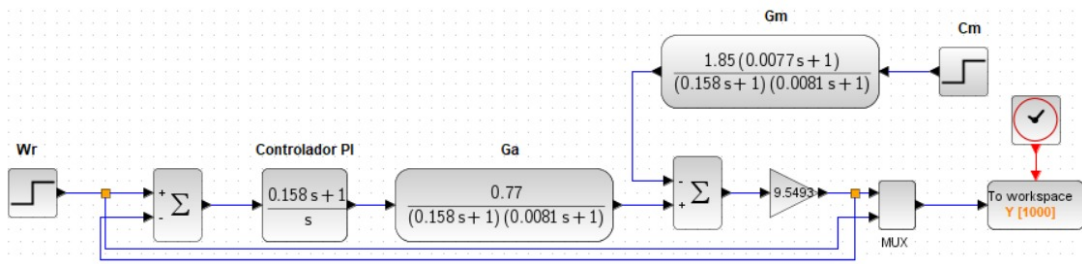 Gm
1.85 (0.0077 s + 1)
(0.158 s + 1) (0.0081 s + 1)
Cm
Wr
Controlador PI
Ga
+
-
Σ
0.158 s + 1
s
0.77
(0.158 s + 1) (0.0081 s + 1)
-
+
Σ
9.5493
MUX
To workspace
Y [1000]